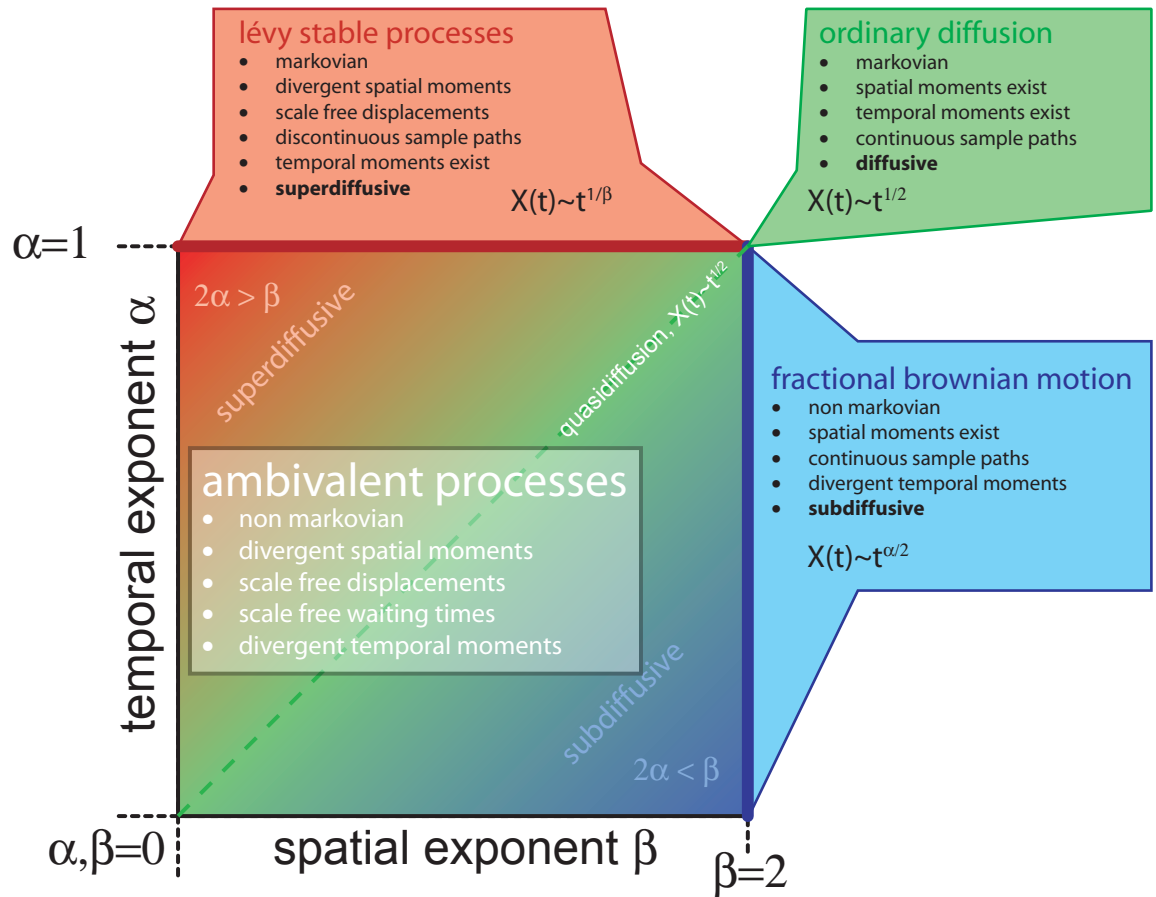 lévy stable processes
• markovian
• divergent spatial moments
• scale free displacements
• discontinuous sample paths
• temporal moments exist
• superdiffusive
X(t)~t^{1/β}
ordinary diffusion
• markovian
• spatial moments exist
• temporal moments exist
• continuous sample paths
• diffusive
X(t)~t^{1/2}
α=1
2α > β
superdiffusive
quasidiffusion, X(t)~t^{1/2}
fractional brownian motion
• non markovian
• spatial moments exist
• continuous sample paths
• divergent temporal moments
• subdiffusive
X(t)~t^{α/2}
temporal exponent α
ambivalent processes
• non markovian
• divergent spatial moments
• scale free displacements
• scale free waiting times
• divergent temporal moments
subdiffusive
2α < β
α,β=0
spatial exponent β
β=2